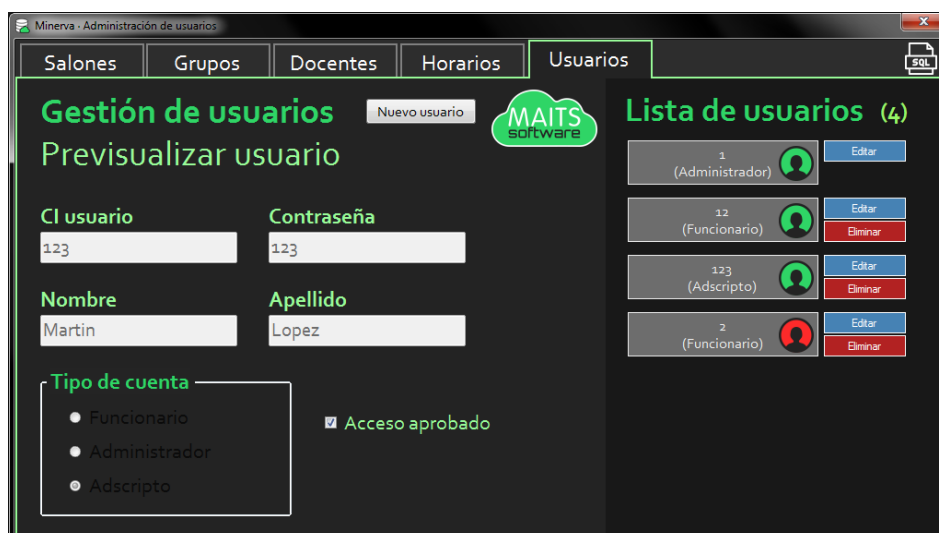 Minerva - Administración de usuarios
x
Salones
Grupos
Docentes
Horarios
Usuarios
SQL
Gestión de usuarios
Nuevo usuario
MAITS
software
Previsualizar usuario
CI usuario
Contraseña
123
123
Nombre
Apellido
Martin
Lopez
Tipo de cuenta
Funcionario
Administrador
Adscripto
Acceso aprobado
Lista de usuarios (4)
1
(Administrador)
Editar
12
(Funcionario)
Editar
Eliminar
123
(Adscripto)
Editar
Eliminar
2
(Funcionario)
Editar
Eliminar